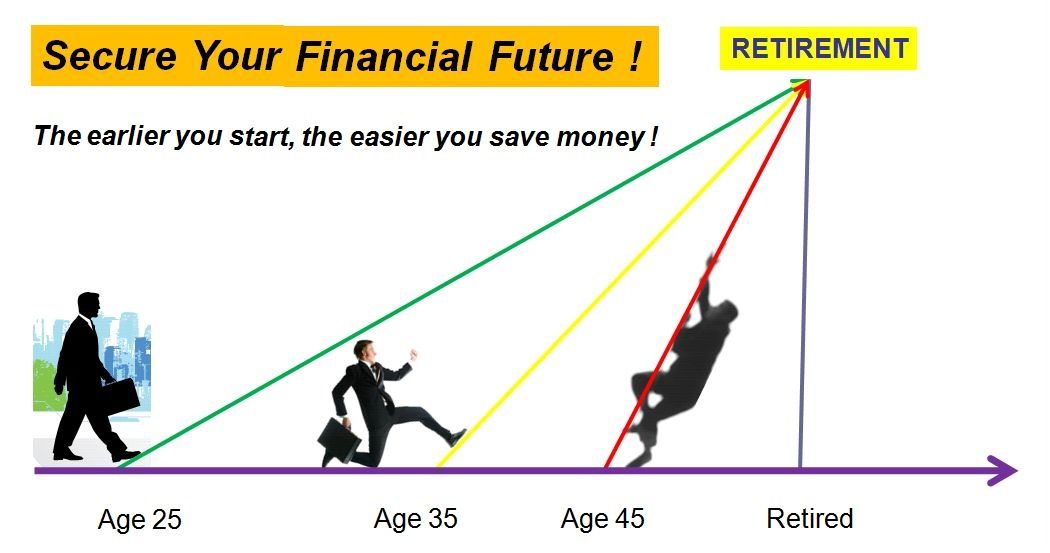 Secure Your Financial Future !
RETIREMENT
The earlier you start, the easier you save money !
Age 25
Age 35
Age 45
Retired